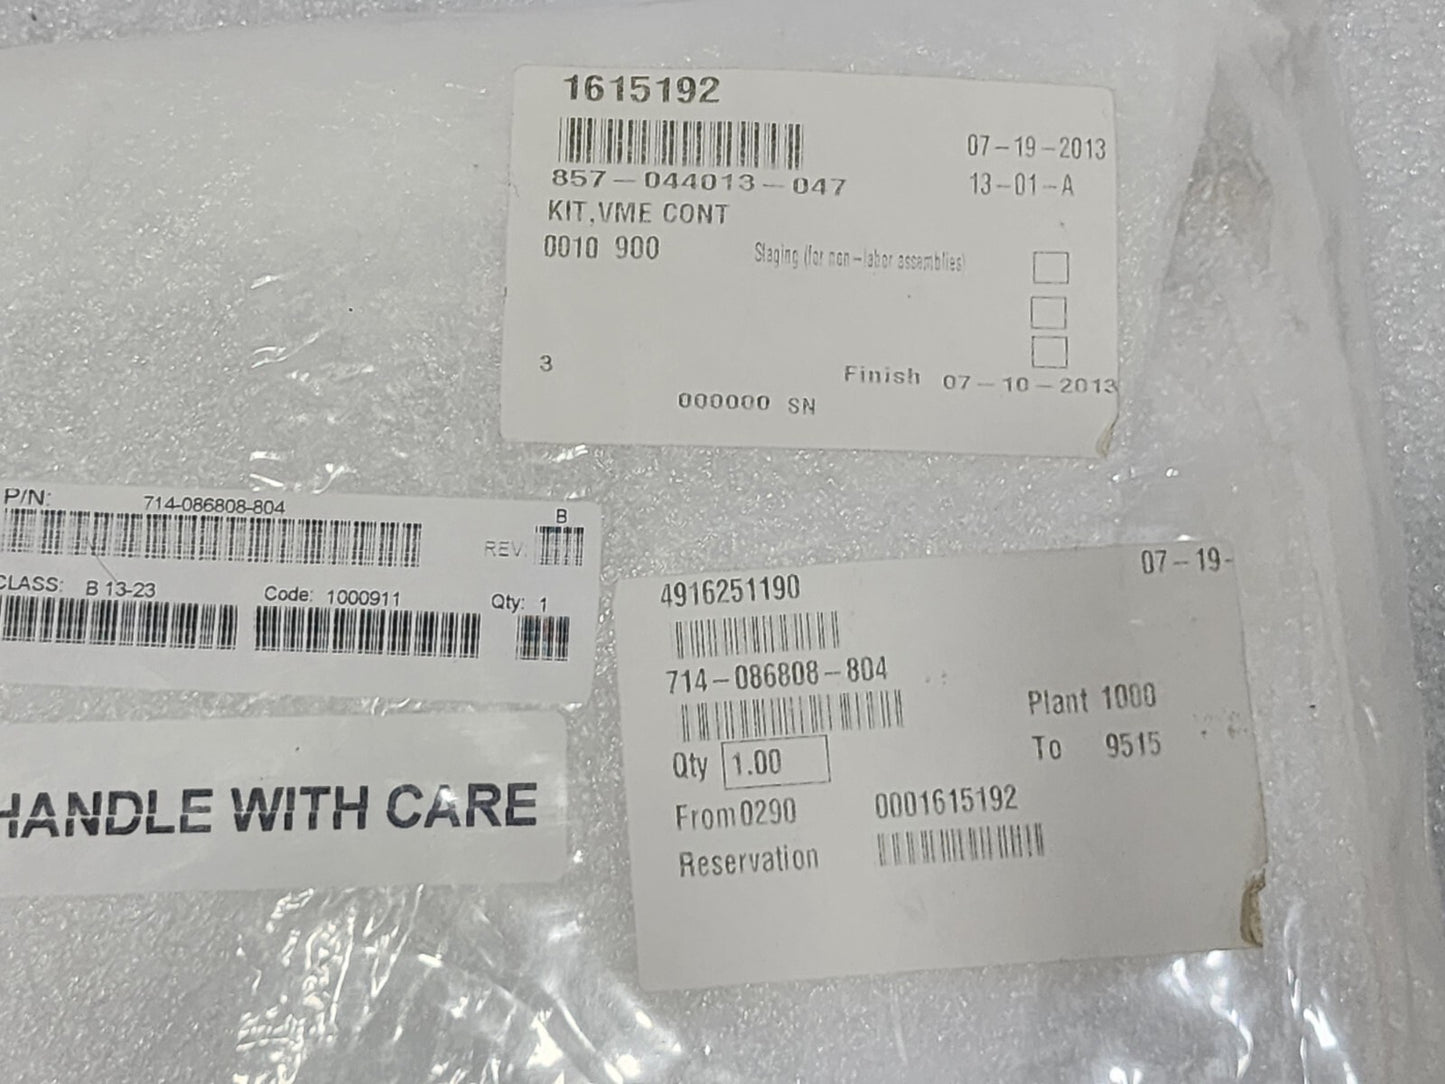 1615192
07-19-2013
857-044013-047
13-01-A
KIT,VME CONT
0010 900
Staging (for non-labor assemblies)
3
Finish 07-10-2013
000000 SN
P/N: 714-086808-804
B
REV:
CLASS: B 13-23
Code: 1000911
Qty: 1
HANDLE WITH CARE
07-19-
4916251190
714-086808-804
Plant 1000
Qty 1.00
To 9515
From 0290
0001615192
Reservation